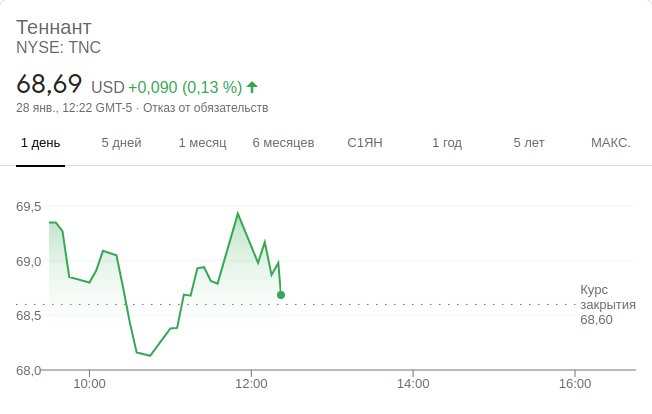 Теннант
NYSE: TNC
68,69 USD +0,090 (0,13 %)
28 янв., 12:22 GMT-5 · Отказ от обязательств
1 день 5 дней 1 месяц 6 месяцев С1ЯН 1 год 5 лет МАКС.
69,5
69,0
68,5
68,0
Курс
закрытия
68,60
10:00 12:00 14:00 16:00